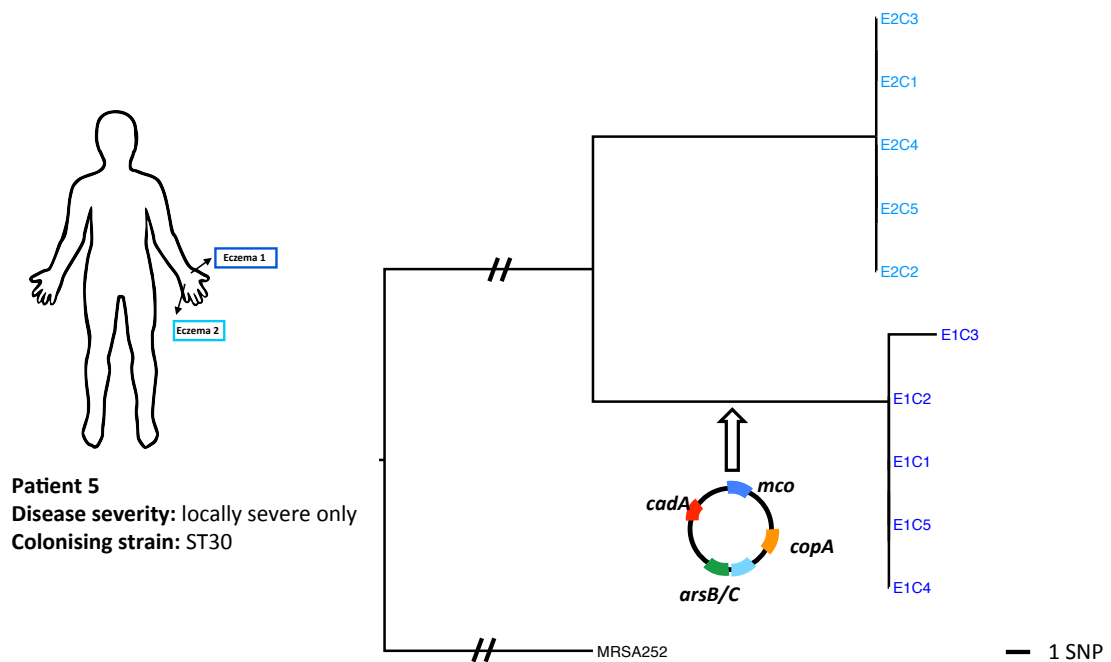 Eczema 1
Eczema 2
Patient 5
Disease severity: locally severe only
Colonising strain: ST30
E2C3
E2C1
E2C4
E2C5
E2C2
E1C3
E1C2
E1C1
E1C5
E1C4
mco
cadA
copA
arsB/C
MRSA252
1 SNP